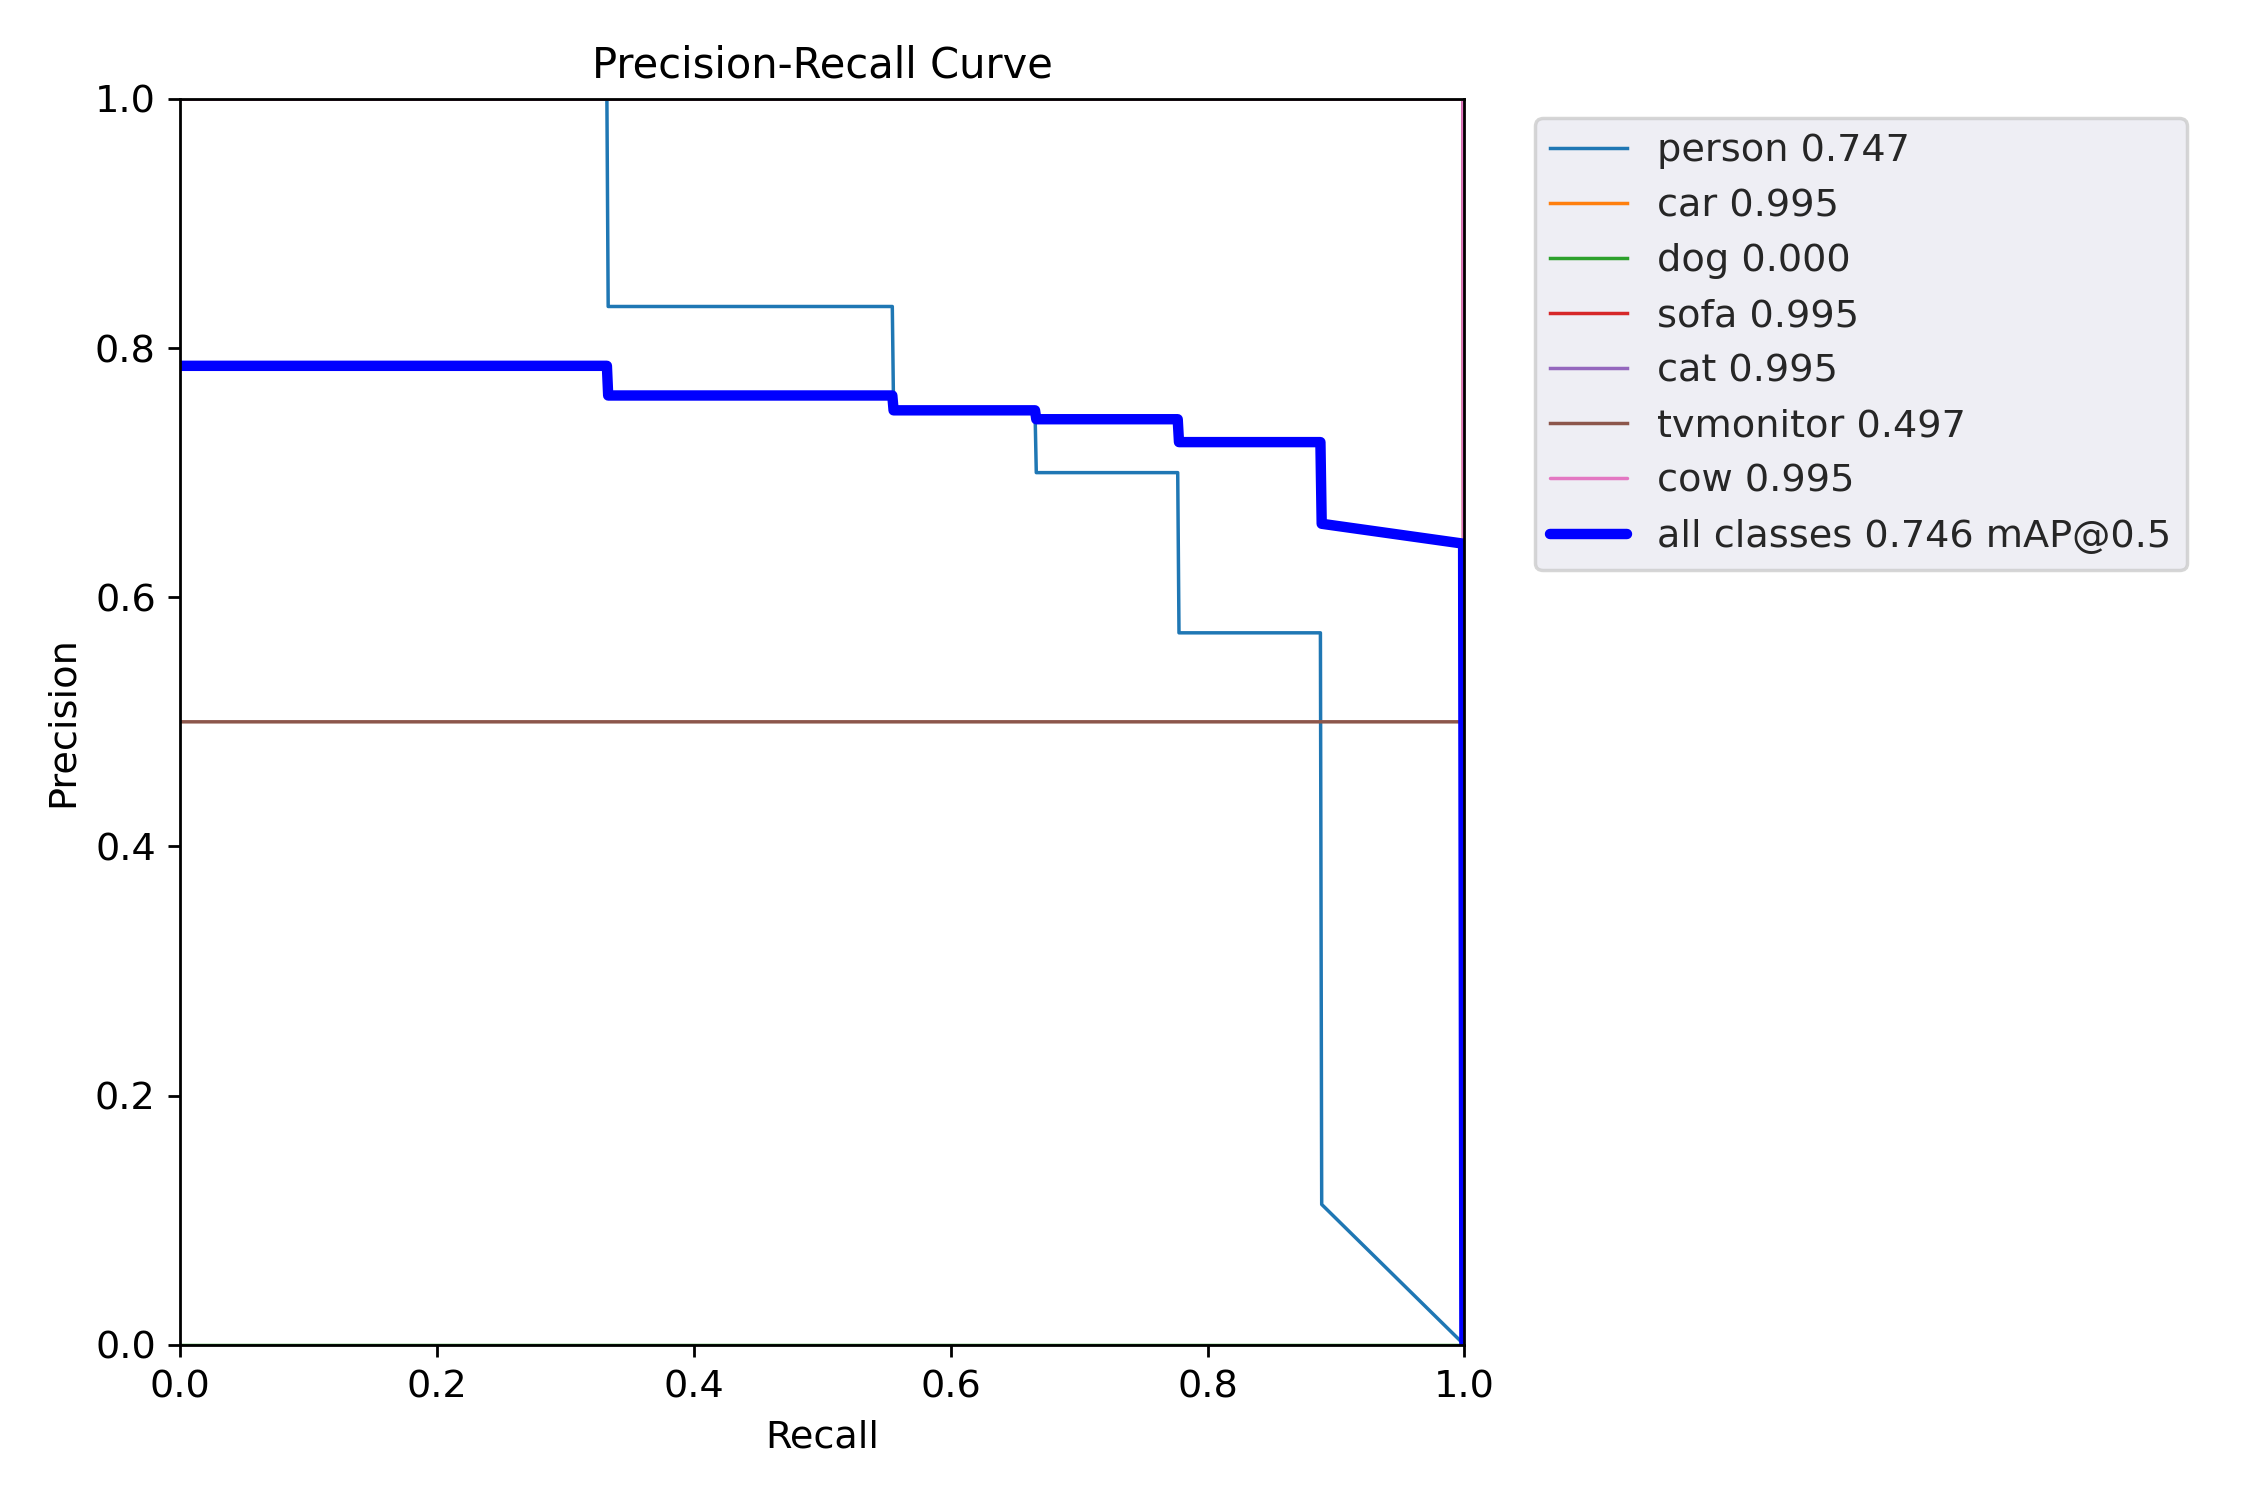 Precision-Recall Curve
1.0
0.8
0.6
0.4
0.2
0.0
Precision
0.0 0.2 0.4 0.6 0.8 1.0
Recall
person 0.747
car 0.995
dog 0.000
sofa 0.995
cat 0.995
tvmonitor 0.497
cow 0.995
all classes 0.746 mAP@0.5